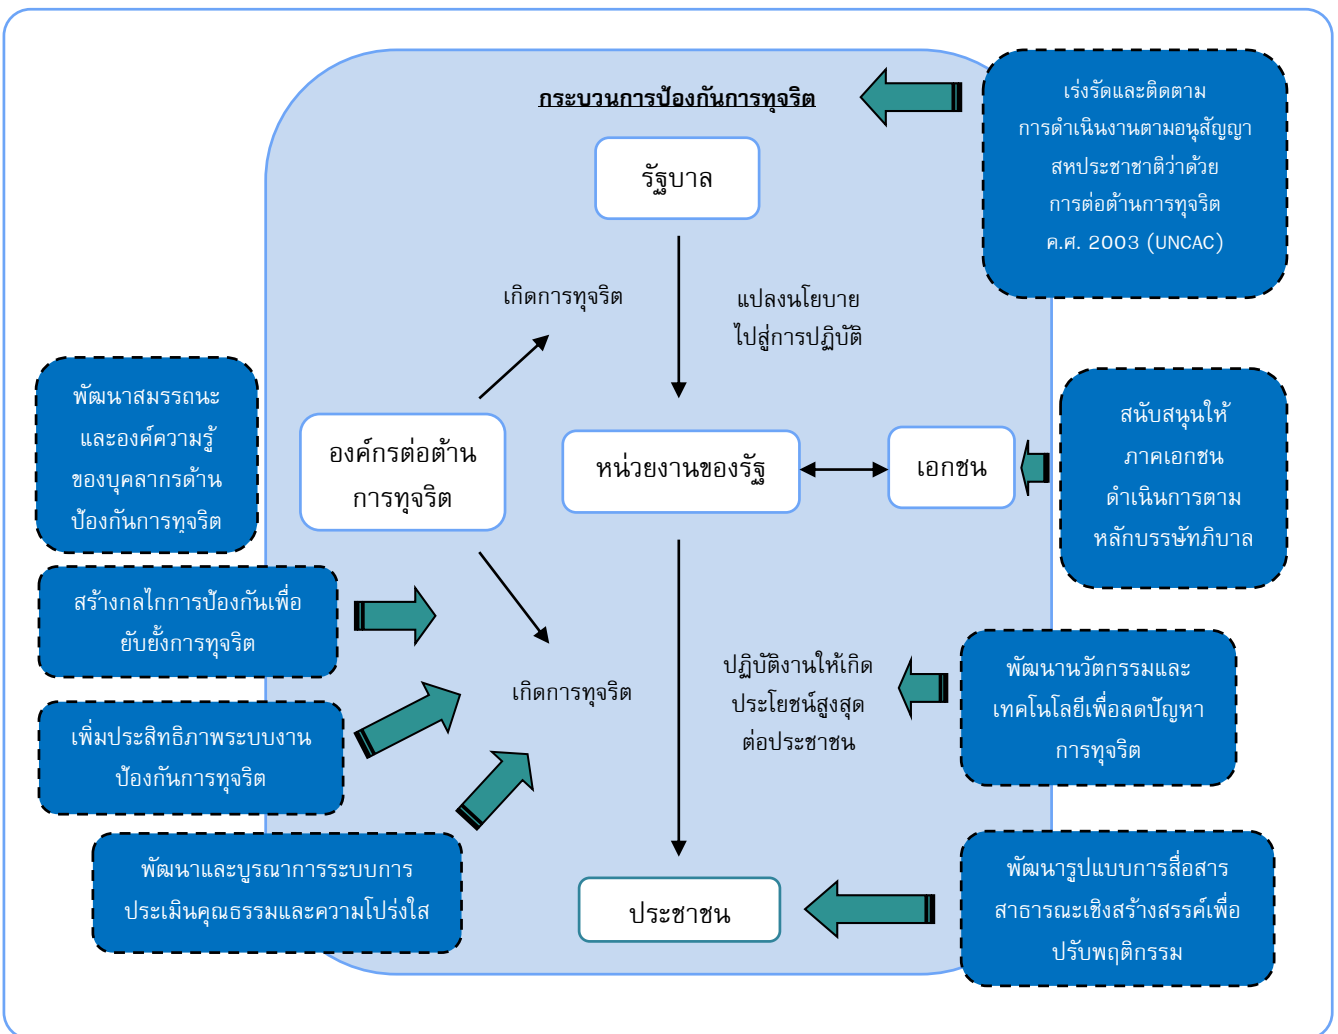 กระบวนการป้องกันการทุจริต
เร่งรัดและติดตาม
การดำเนินงานตามอนุสัญญา
สหประชาชาติว่าด้วย
การต่อต้านการทุจริต
ค.ศ. 2003 (UNCAC)
รัฐบาล
เกิดการทุจริต
แปลงนโยบาย
ไปสู่การปฏิบัติ
พัฒนาสมรรถนะ
และองค์ความรู้
ของบุคลากรด้าน
ป้องกันการทุจริต
องค์กรต่อต้าน
การทุจริต
หน่วยงานของรัฐ
เอกชน
สนับสนุนให้
ภาคเอกชน
ดำเนินการตาม
หลักบรรษัทภิบาล
สร้างกลไกการป้องกันเพื่อ
ยับยั้งการทุจริต
เกิดการทุจริต
ปฏิบัติงานให้เกิด
ประโยชน์สูงสุด
ต่อประชาชน
พัฒนานวัตกรรมและ
เทคโนโลยีเพื่อลดปัญหา
การทุจริต
เพิ่มประสิทธิภาพระบบงาน
ป้องกันการทุจริต
พัฒนาและบูรณาการระบบการ
ประเมินคุณธรรมและความโปร่งใส
ประชาชน
พัฒนารูปแบบการสื่อสาร
สาธารณะเชิงสร้างสรรค์เพื่อ
ปรับพฤติกรรม